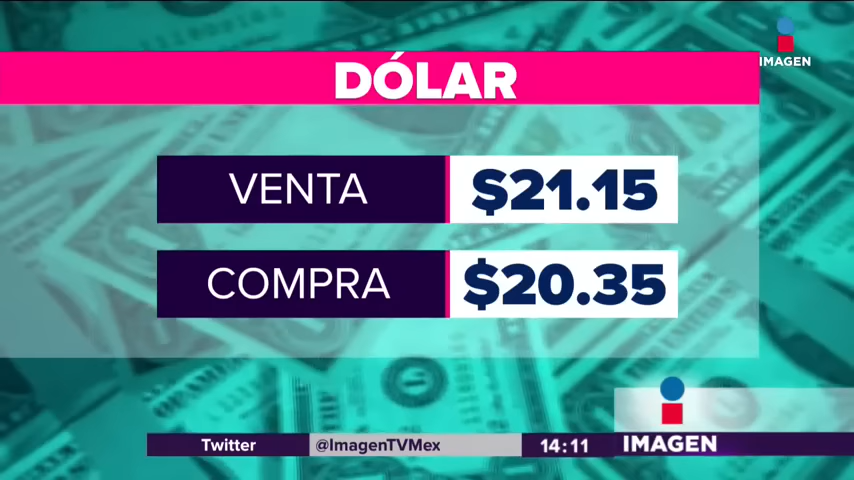 IMAGEN
DÓLAR
VENTA $21.15
COMPRA $20.35
Twitter @ImagenTVMex 14:11 IMAGEN